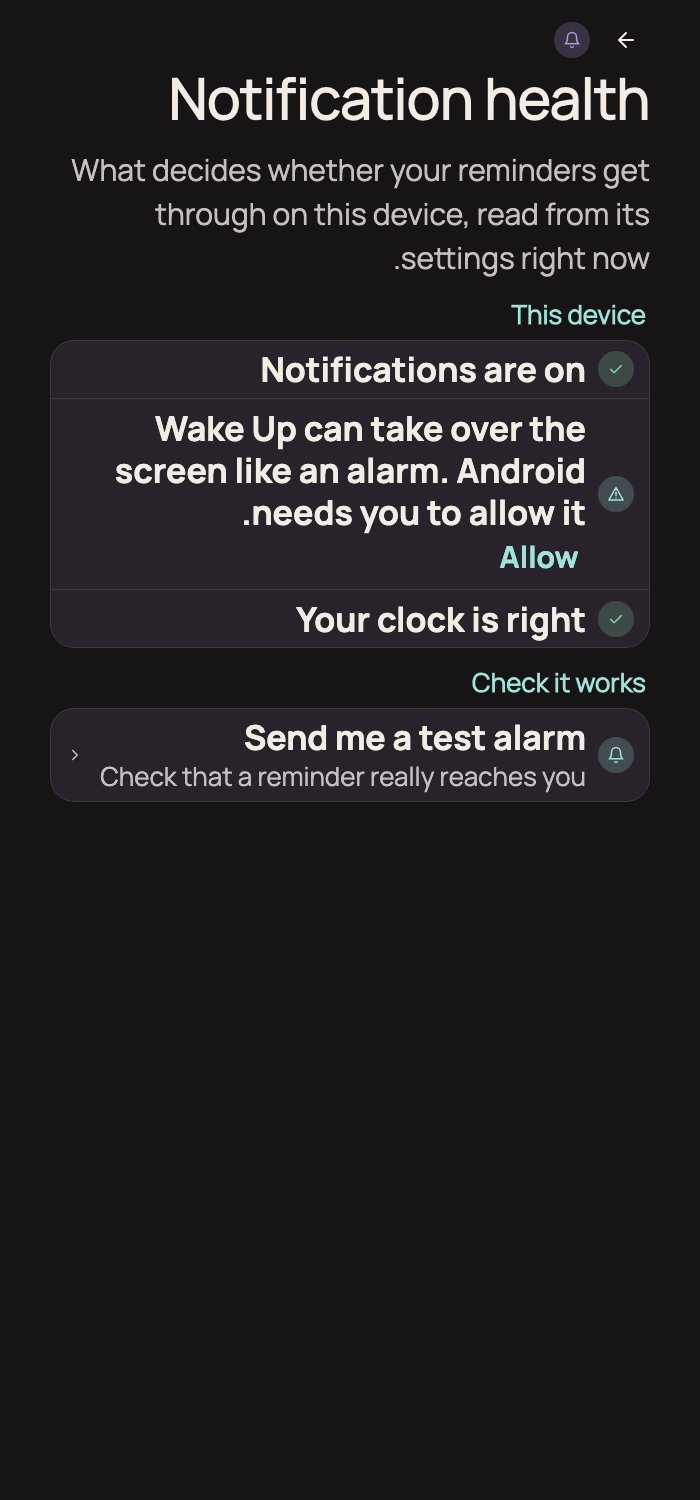 Notification health
What decides whether your reminders get
through on this device, read from its
.settings right now
This device
Notifications are on
Wake Up can take over the
screen like an alarm. Android
.needs you to allow it
Allow
Your clock is right
Check it works
Send me a test alarm
Check that a reminder really reaches you